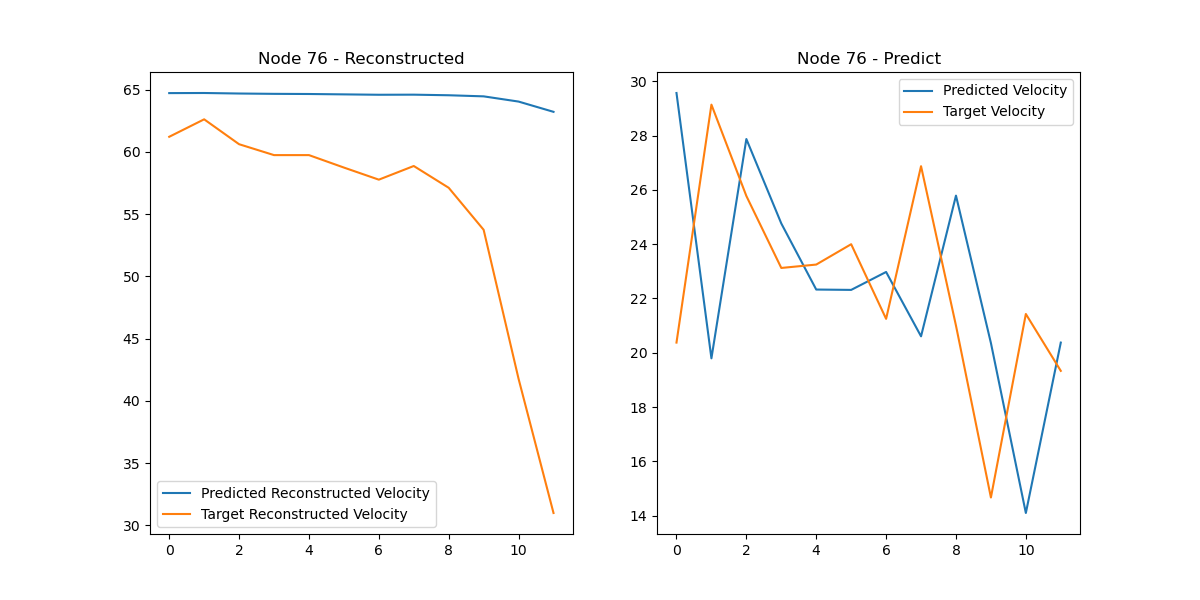 Node 76 - Reconstructed
65
60
55
50
45
40
35
30
0 2 4 6 8 10
Predicted Reconstructed Velocity
Target Reconstructed Velocity
Node 76 - Predict
30
28
26
24
22
20
18
16
14
0 2 4 6 8 10
Predicted Velocity
Target Velocity